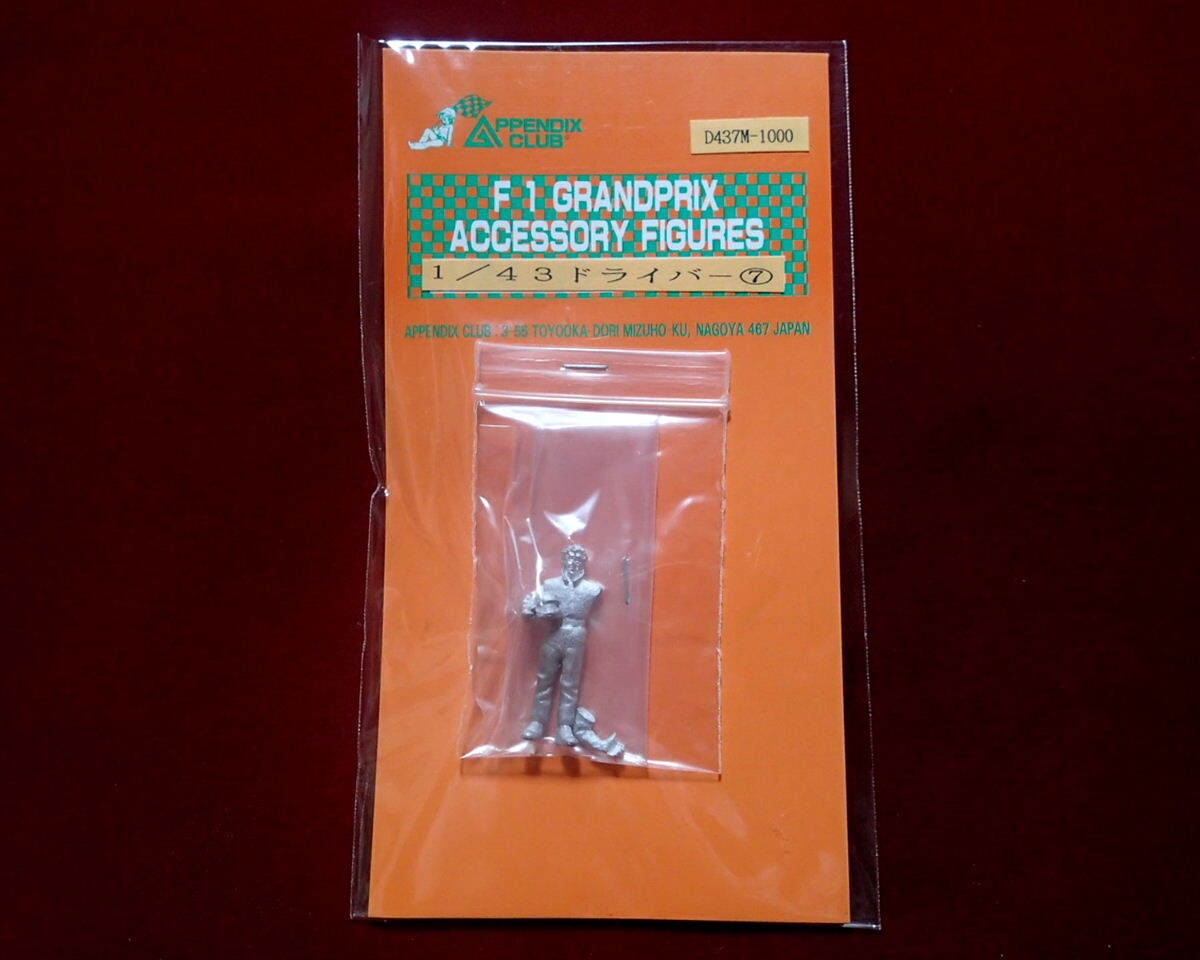 APPENDIX
CLUB®
D437M-1000
F 1 GRANDPRIX
ACCESSORY FIGURES
1/43ドライバー⑦
APPENDIX CLUB : 3-55 TOYOOKA-DORI MIZUHO-KU, NAGOYA 467 JAPAN